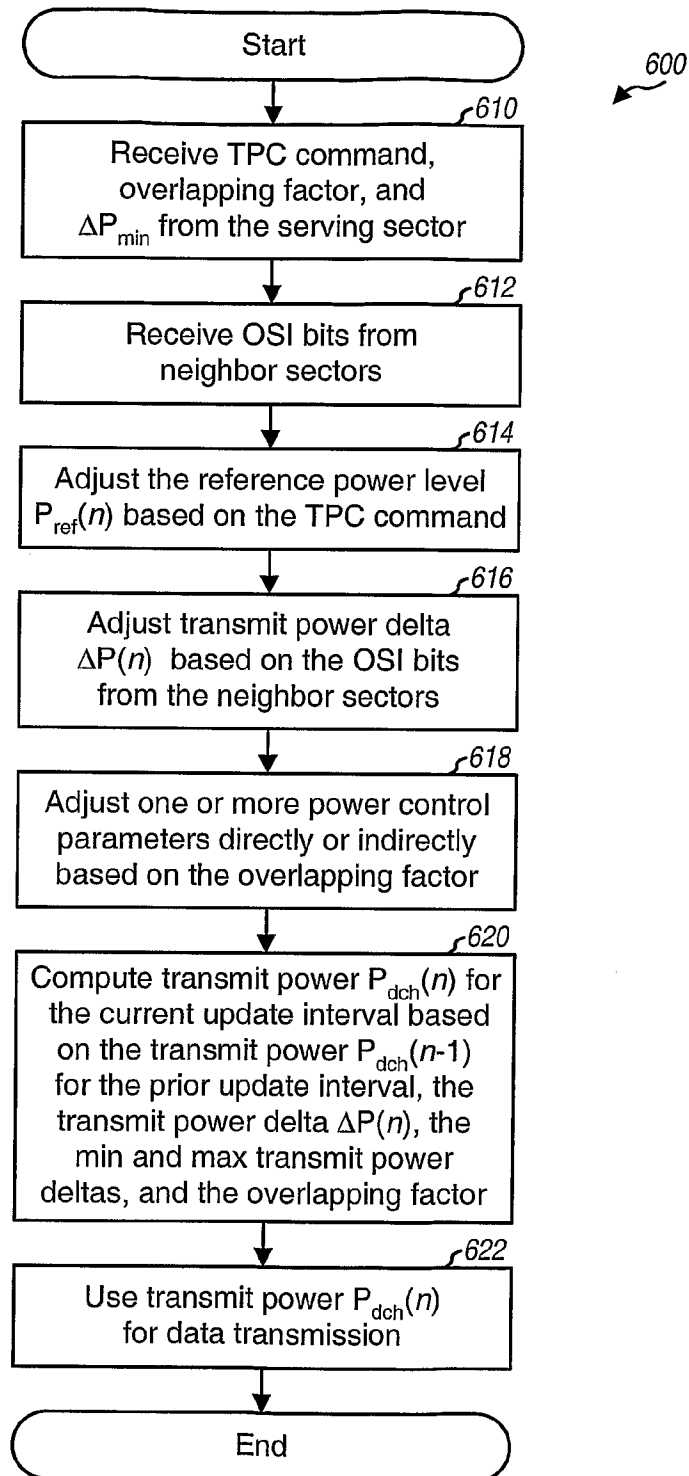 Start
600
610
Receive TPC command,
overlapping factor, and
ΔPmin from the serving sector
612
Receive OSI bits from
neighbor sectors
614
Adjust the reference power level
Pref(n) based on the TPC command
616
Adjust transmit power delta
ΔP(n) based on the OSI bits
from the neighbor sectors
618
Adjust one or more power control
parameters directly or indirectly
based on the overlapping factor
620
Compute transmit power Pdch(n) for
the current update interval based
on the transmit power Pdch(n-1)
for the prior update interval, the
transmit power delta ΔP(n), the
min and max transmit power
deltas, and the overlapping factor
622
Use transmit power Pdch(n)
for data transmission
End